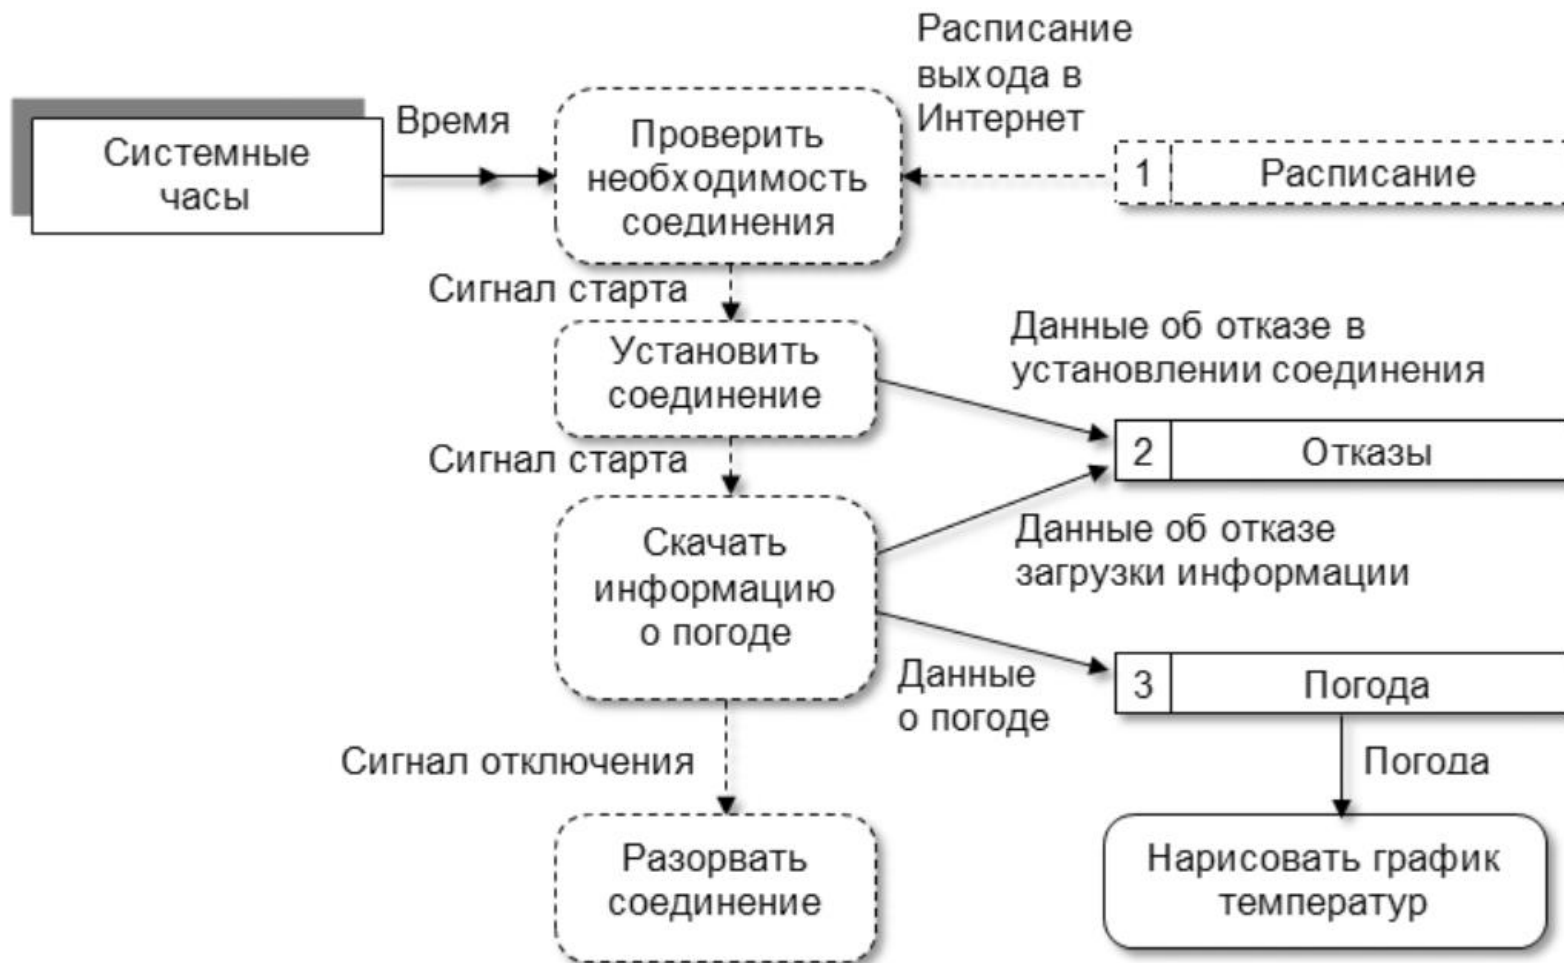 Расписание
выхода в
Интернет
Время
Системные
часы
Проверить
необходимость
соединения
1
Расписание
Сигнал старта
Установить
соединение
Данные об отказе в
установлении соединения
2
Отказы
Сигнал старта
Скачать
информацию
о погоде
Данные об отказе
загрузки информации
Данные
о погоде
3
Погода
Погода
Сигнал отключения
Разорвать
соединение
Нарисовать график
температур